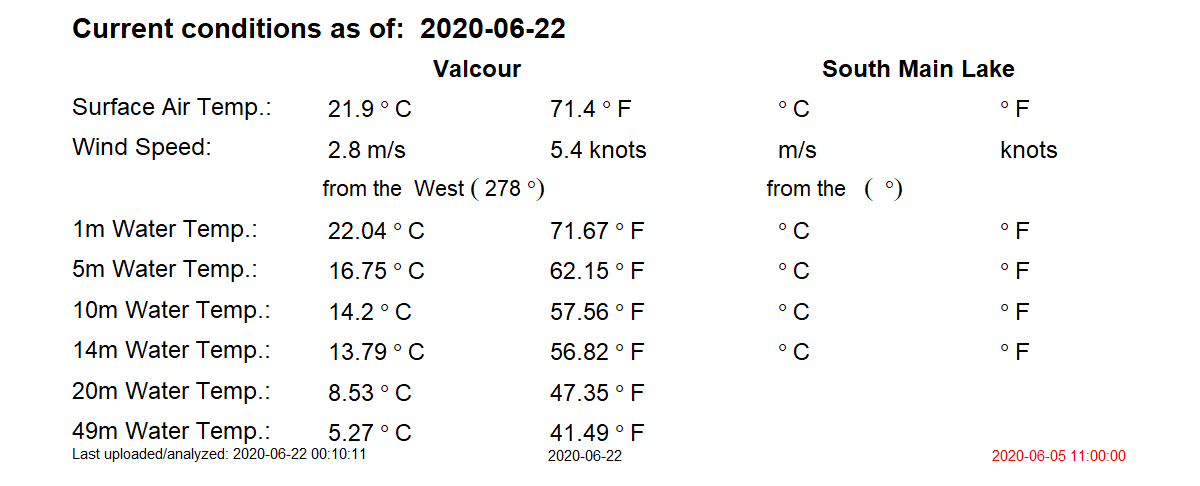 Current conditions as of: 2020-06-22
Valcour South Main Lake
Surface Air Temp.: 21.9 ° C 71.4 ° F ° C ° F
Wind Speed: 2.8 m/s 5.4 knots m/s knots
from the West ( 278 °) from the ( °)
1m Water Temp.: 22.04 ° C 71.67 ° F ° C ° F
5m Water Temp.: 16.75 ° C 62.15 ° F ° C ° F
10m Water Temp.: 14.2 ° C 57.56 ° F ° C ° F
14m Water Temp.: 13.79 ° C 56.82 ° F ° C ° F
20m Water Temp.: 8.53 ° C 47.35 ° F
49m Water Temp.: 5.27 ° C 41.49 ° F
Last uploaded/analyzed: 2020-06-22 00:10:11 2020-06-22 2020-06-05 11:00:00